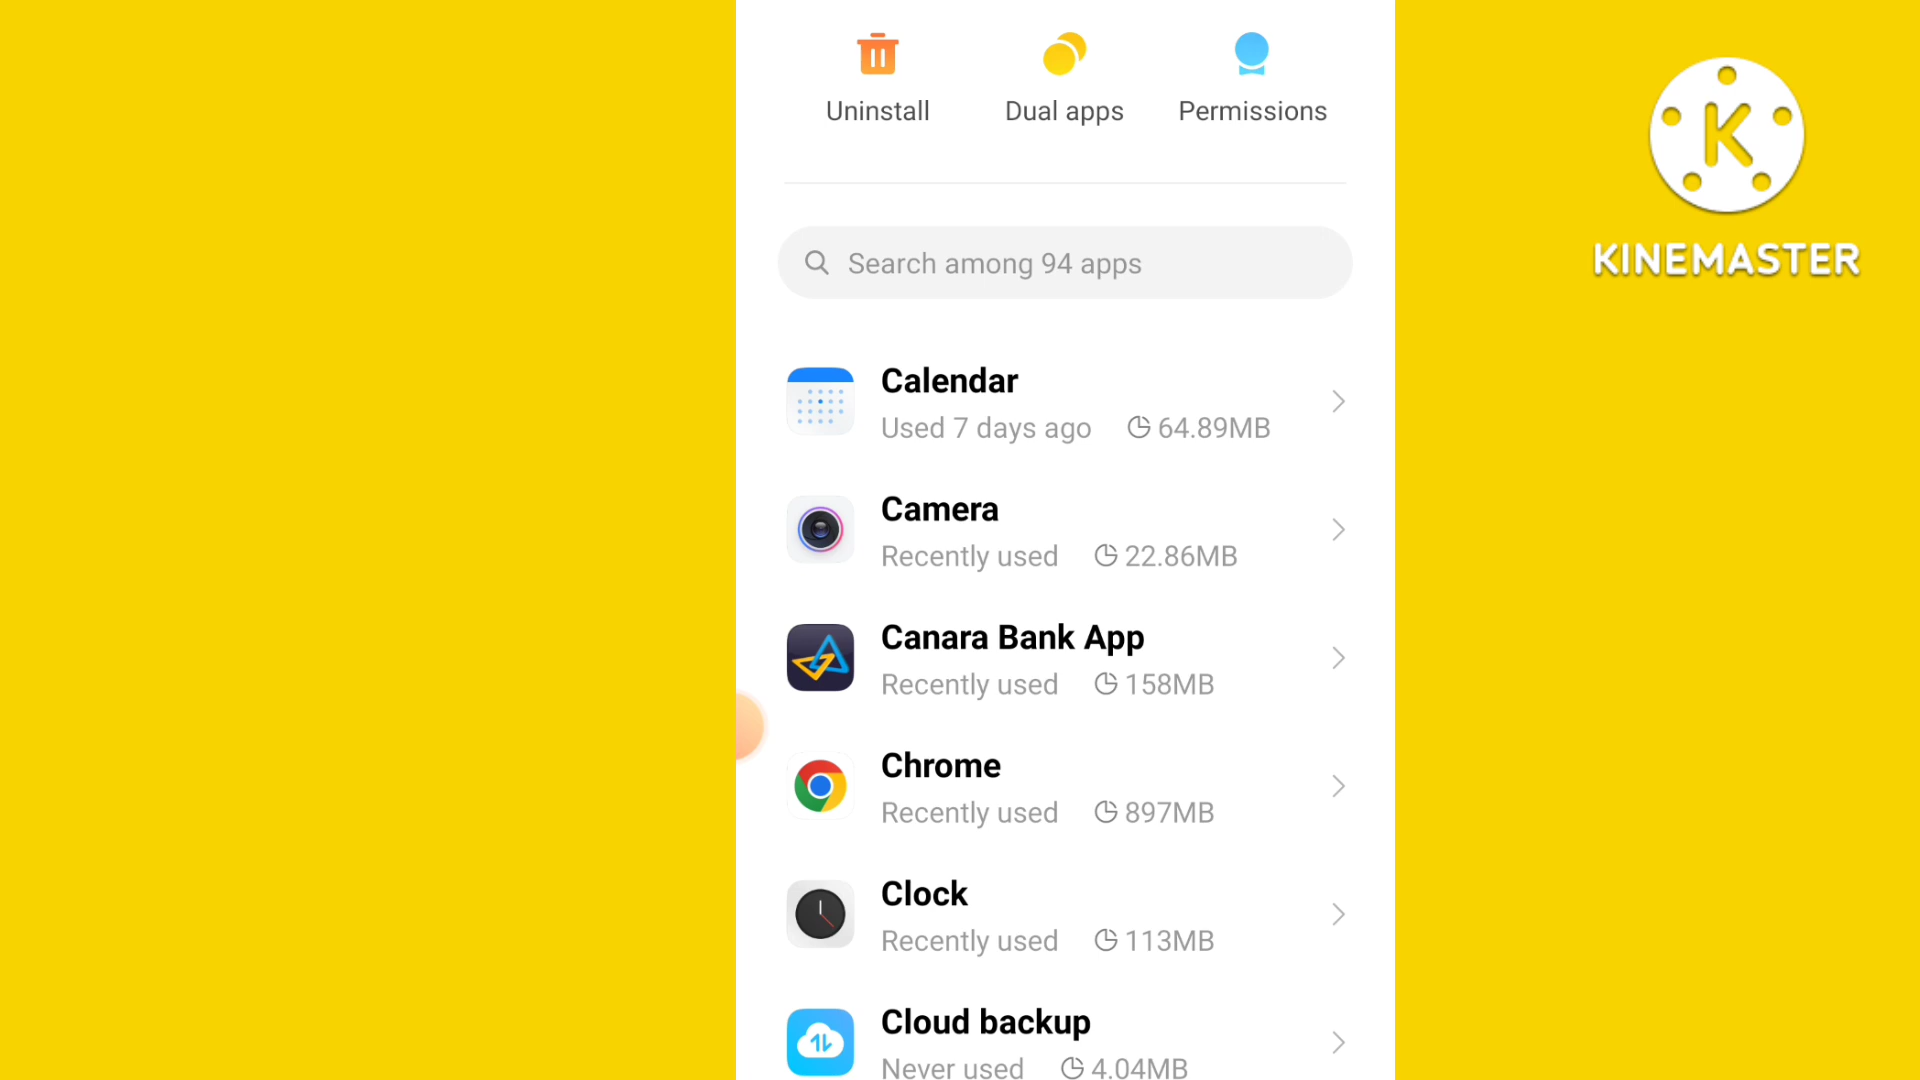 Uninstall
Dual apps
Permissions
K
KINEMASTER
Search among 94 apps
Calendar
Used 7 days ago 64.89MB
Camera
Recently used 22.86MB
Canara Bank App
Recently used 158MB
Chrome
Recently used 897MB
Clock
Recently used 113MB
Cloud backup
Never used 4.04MB